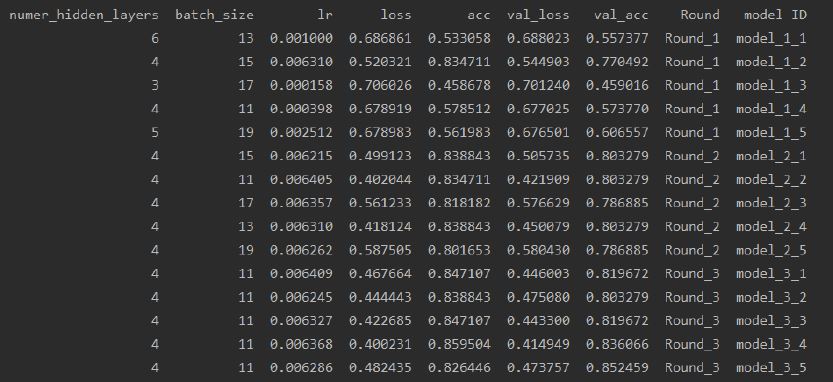 numer_hidden_layers batch_size lr loss acc val_loss val_acc Round model ID
6 13 0.001000 0.686861 0.533058 0.688023 0.557377 Round_1 model_1_1
4 15 0.006310 0.520321 0.834711 0.544903 0.770492 Round_1 model_1_2
3 17 0.000158 0.706026 0.458678 0.701240 0.459016 Round_1 model_1_3
4 11 0.000398 0.678919 0.578512 0.677025 0.573770 Round_1 model_1_4
5 19 0.002512 0.678983 0.561983 0.676501 0.606557 Round_1 model_1_5
4 15 0.006215 0.499123 0.838843 0.505735 0.803279 Round_2 model_2_1
4 11 0.006405 0.402044 0.834711 0.421909 0.803279 Round_2 model_2_2
4 17 0.006357 0.561233 0.818182 0.576629 0.786885 Round_2 model_2_3
4 13 0.006310 0.418124 0.838843 0.450079 0.803279 Round_2 model_2_4
4 19 0.006262 0.587505 0.801653 0.580430 0.786885 Round_2 model_2_5
4 11 0.006409 0.467664 0.847107 0.446003 0.819672 Round_3 model_3_1
4 11 0.006245 0.444443 0.838843 0.475080 0.803279 Round_3 model_3_2
4 11 0.006327 0.422685 0.847107 0.443300 0.819672 Round_3 model_3_3
4 11 0.006368 0.400231 0.859504 0.414949 0.836066 Round_3 model_3_4
4 11 0.006286 0.482435 0.826446 0.473757 0.852459 Round_3 model_3_5